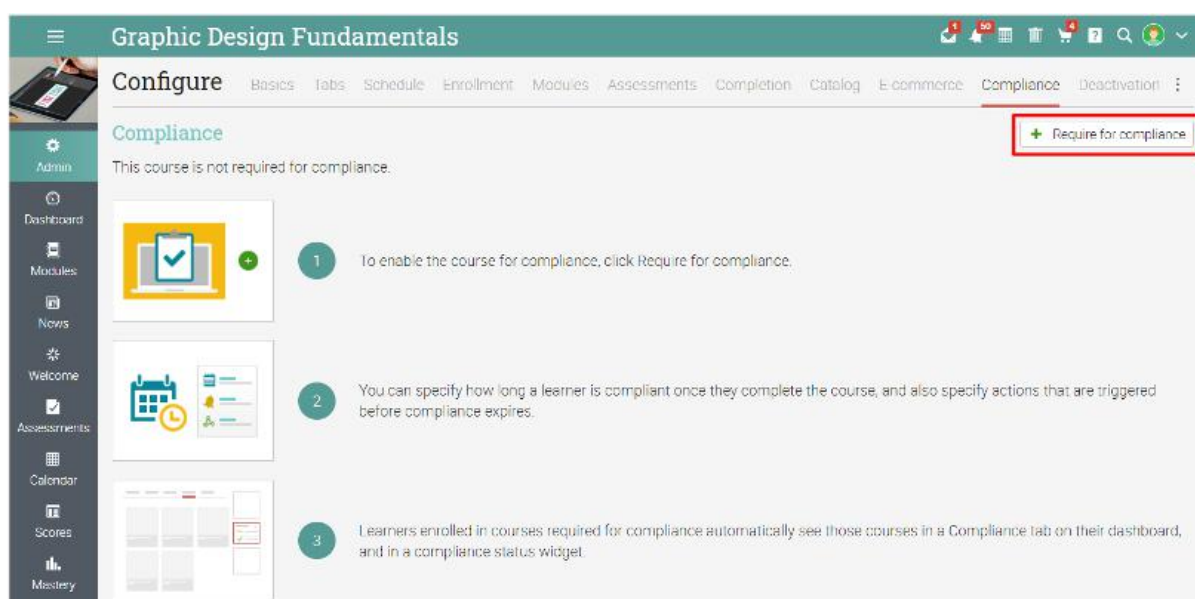 Graphic Design Fundamentals
1
50
4
Configure Basics Tabs Schedule Enrollment Modules Assessments Completion Catalog E-commerce Compliance Deactivation
Compliance
+ Require for compliance
This course is not required for compliance.
Admin
Dashboard
Modules
News
Welcome
Assessments
Calendar
Scores
Mastery
1
To enable the course for compliance, click Require for compliance.
2
You can specify how long a learner is compliant once they complete the course, and also specify actions that are triggered
before compliance expires.
3
Learners enrolled in courses required for compliance automatically see those courses in a Compliance tab on their dashboard,
and in a compliance status widget.